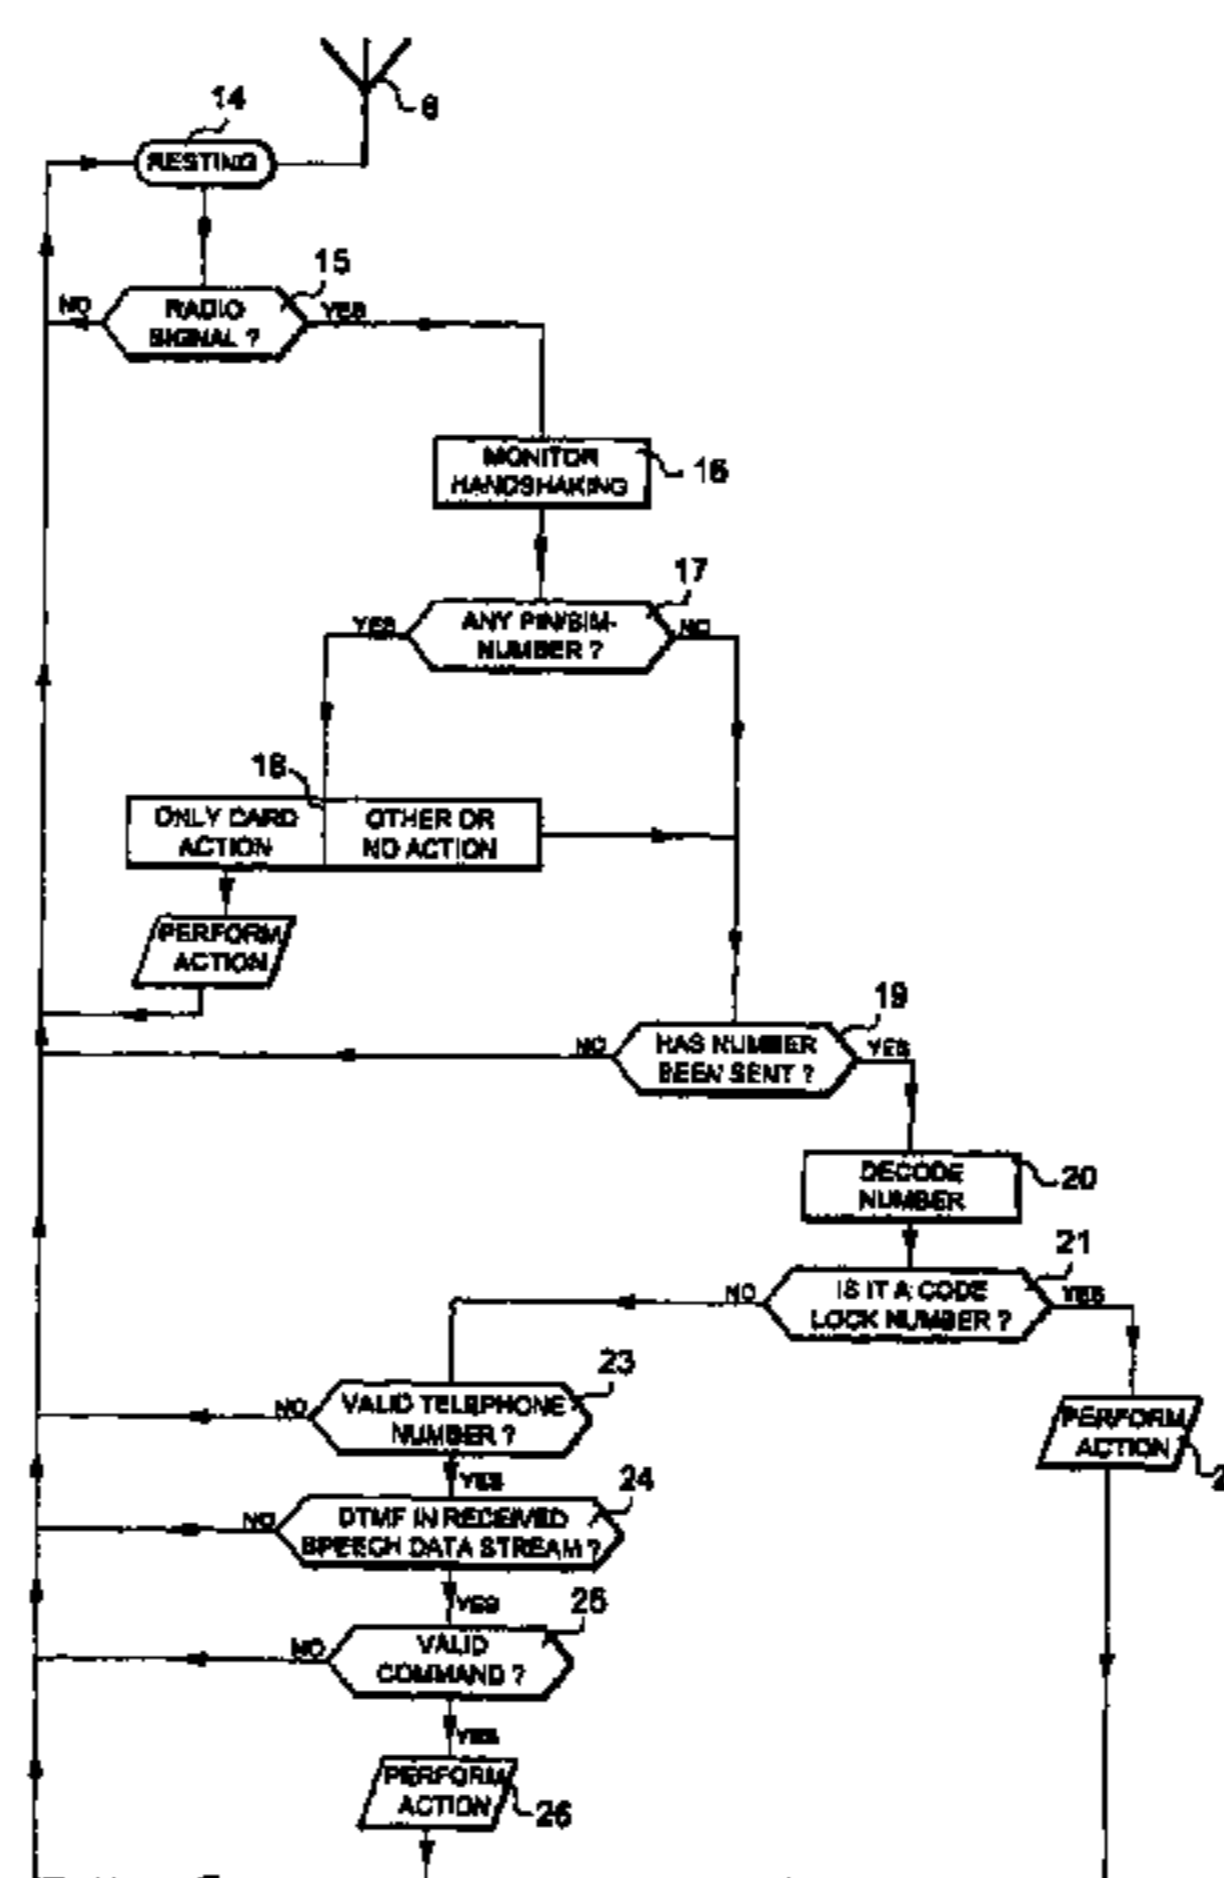 14
6
RESTING
15
NO
RADIO
SIGNAL ?
YES
MONITOR
HANDSHAKING
16
17
YES
ANY PIN/SIM-
NUMBER ?
NO
18
ONLY CARD
ACTION
OTHER OR
NO ACTION
PERFORM
ACTION
19
NO
HAS NUMBER
BEEN SENT ?
YES
DECODE
NUMBER
20
21
NO
IS IT A CODE
LOCK NUMBER ?
YES
23
NO
VALID TELEPHONE
NUMBER ?
YES
PERFORM
ACTION
24
NO
DTMF IN RECEIVED
SPEECH DATA STREAM ?
YES
25
NO
VALID
COMMAND ?
YES
PERFORM
ACTION
26